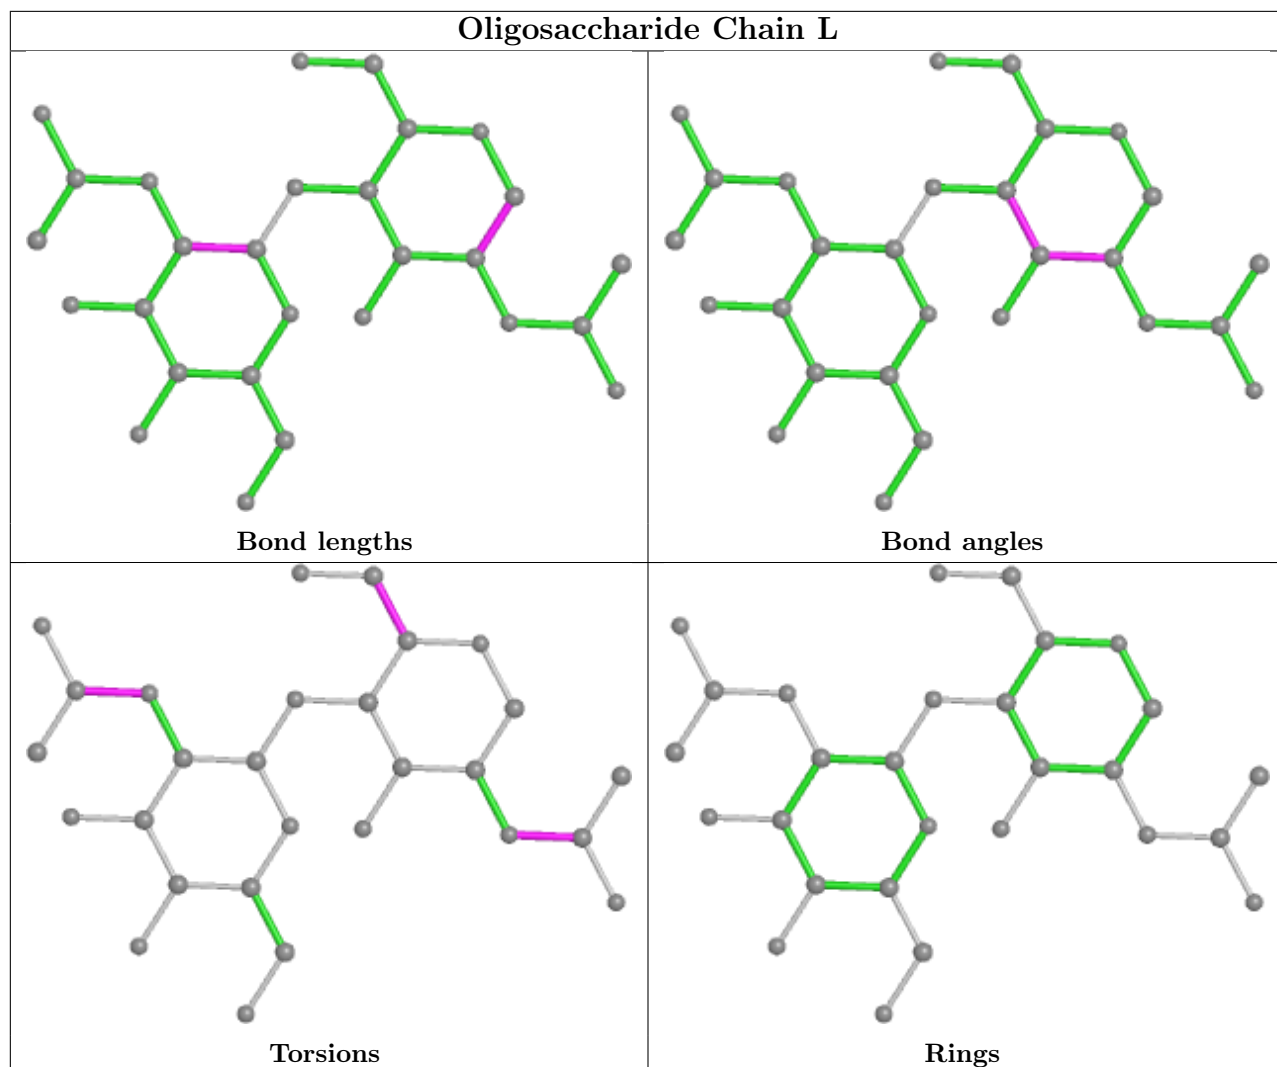 Oligosaccharide Chain L
Bond lengths
Bond angles
Torsions
Rings